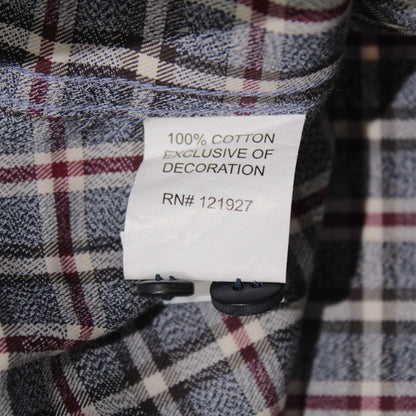 100% COTTON
EXCLUSIVE OF
DECORATION
RN# 121927